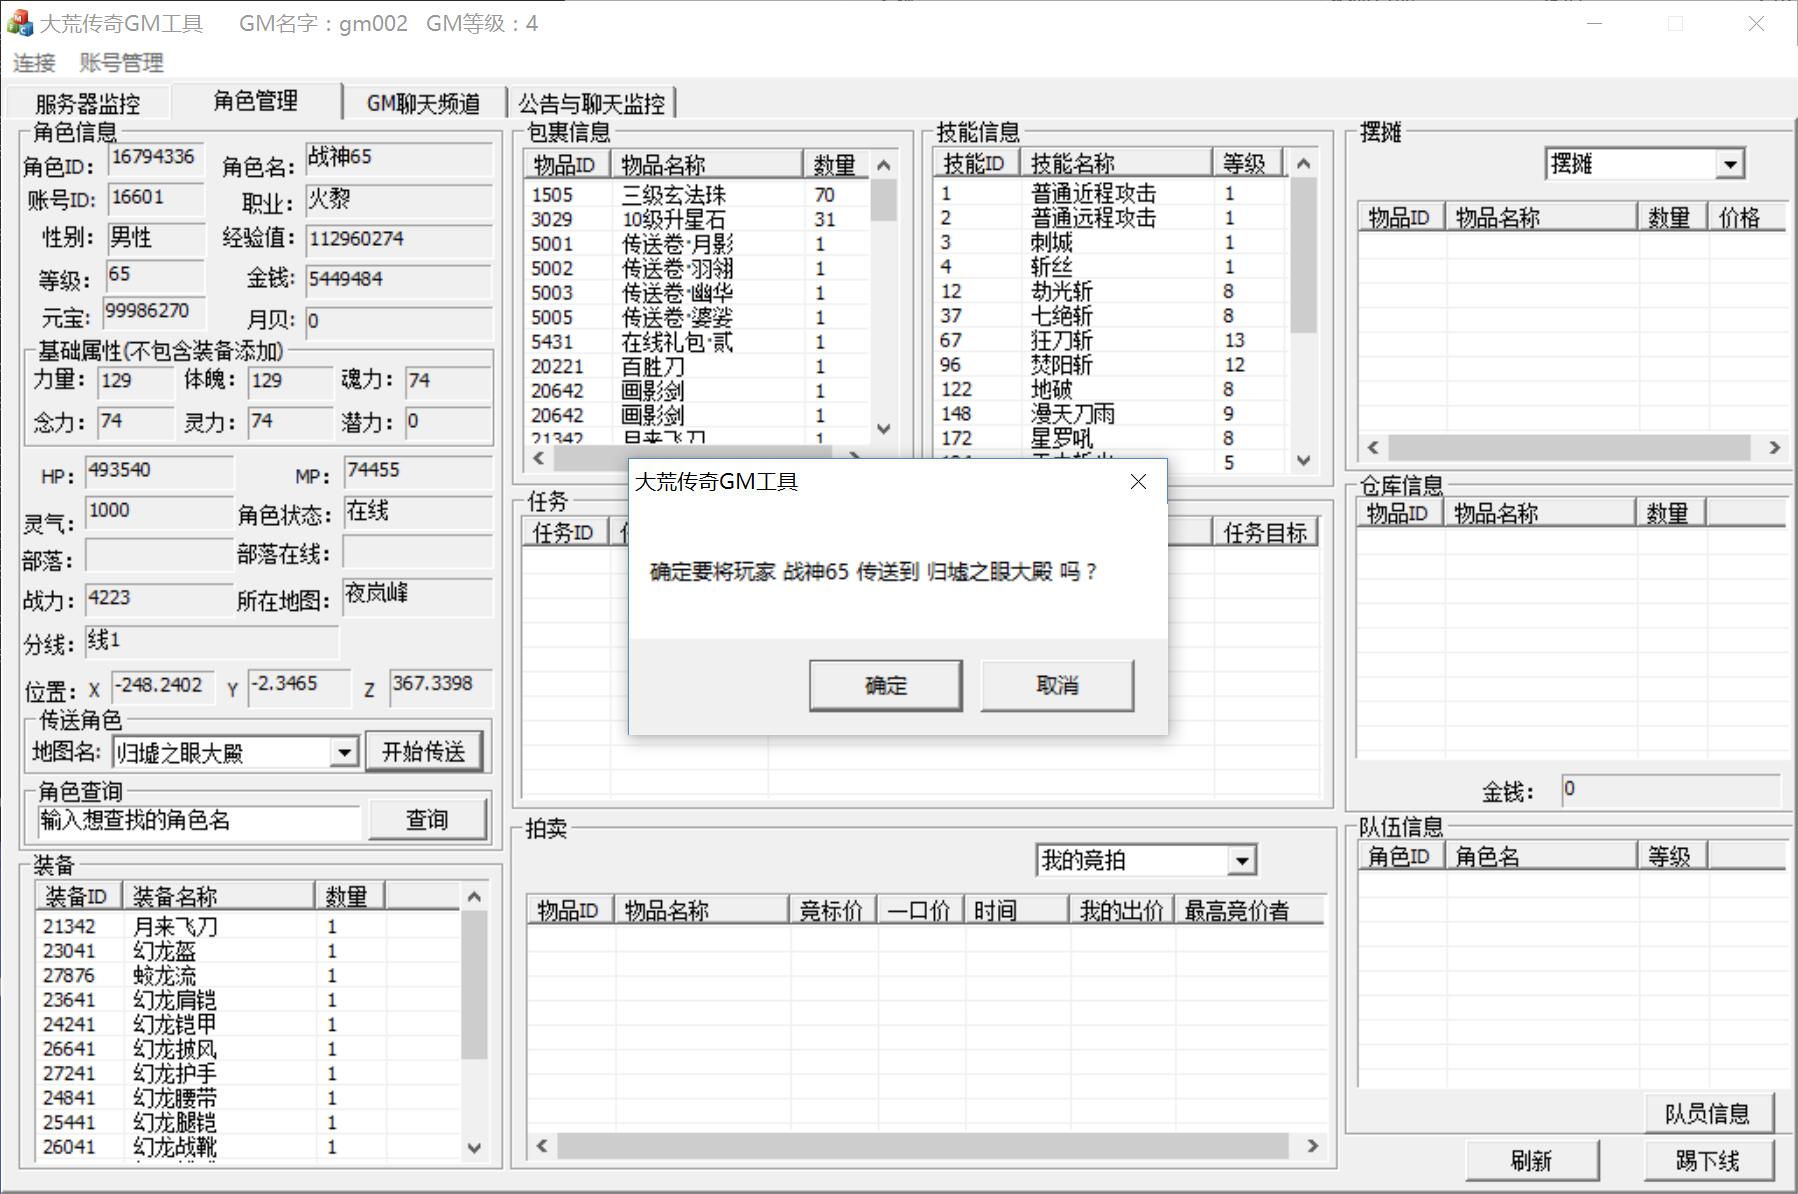 大荒传奇GM工具 GM名字：gm002 GM等级：4
连接 账号管理
服务器监控 角色管理 GM聊天频道 公告与聊天监控
角色信息
角色ID: 16794336 角色名: 战神65
账号ID: 16601 职业: 火黎
性别: 男性 经验值: 112960274
等级: 65 金钱: 5449484
元宝: 99986270 月贝: 0
基础属性(不包含装备添加)
力量: 129 体魄: 129 魂力: 74
念力: 74 灵力: 74 潜力: 0
HP: 493540 MP: 74455
灵气: 1000 角色状态: 在线
部落: 部落在线:
战力: 4223 所在地图: 夜岚峰
分线: 线1
位置: X -248.2402 Y -2.3465 Z 367.3398
传送角色
地图名: 归墟之眼大殿 开始传送
角色查询
输入想查找的角色名 查询
装备
装备ID 装备名称 数量
21342 月来飞刀 1
23041 幻龙盔 1
27876 蛟龙流 1
23641 幻龙肩铠 1
24241 幻龙铠甲 1
26641 幻龙披风 1
27241 幻龙护手 1
24841 幻龙腰带 1
25441 幻龙腿铠 1
26041 幻龙战靴 1
包裹信息
物品ID 物品名称 数量
1505 三级玄法珠 70
3029 10级升星石 31
5001 传送卷·月影 1
5002 传送卷·羽翎 1
5003 传送卷·幽华 1
5005 传送卷·婆娑 1
5431 在线礼包·贰 1
20221 百胜刀 1
20642 画影剑 1
20642 画影剑 1
21342 月来飞刀 1
技能信息
技能ID 技能名称 等级
1 普通近程攻击 1
2 普通远程攻击 1
3 刺城 1
4 斩丝 1
12 劫光斩 8
37 七绝斩 8
67 狂刀斩 13
96 焚阳斩 12
122 地破 8
148 漫天刀雨 9
172 星罗吼 8
5
任务
任务ID 任务目标
大荒传奇GM工具
确定要将玩家 战神65 传送到 归墟之眼大殿 吗？
确定 取消
拍卖
我的竞拍
物品ID 物品名称 竞标价 一口价 时间 我的出价 最高竞价者
摆摊
摆摊
物品ID 物品名称 数量 价格
仓库信息
物品ID 物品名称 数量
金钱: 0
队伍信息
角色ID 角色名 等级
队员信息
刷新 踢下线